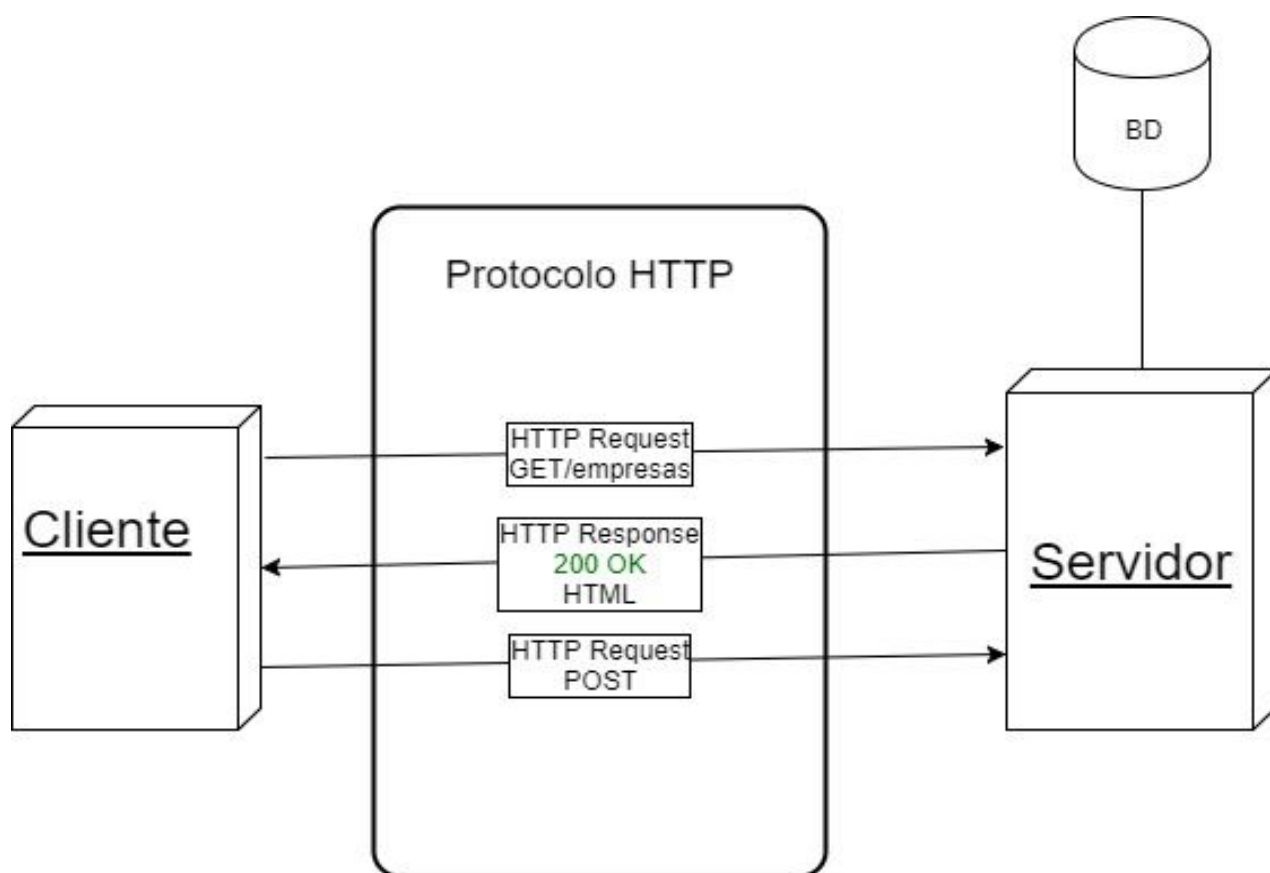 BD
Protocolo HTTP
HTTP Request
GET/empresas
Cliente
HTTP Response
200 OK
HTML
Servidor
HTTP Request
POST